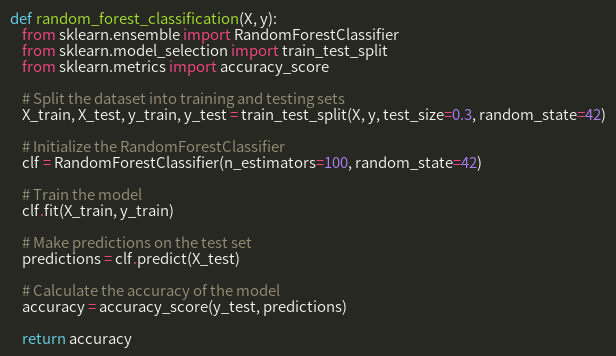 def random_forest_classification(X, y):
    from sklearn.ensemble import RandomForestClassifier
    from sklearn.model_selection import train_test_split
    from sklearn.metrics import accuracy_score
    # Split the dataset into training and testing sets
    X_train, X_test, y_train, y_test = train_test_split(X, y, test_size=0.3, random_state=42)
    # Initialize the RandomForestClassifier
    clf = RandomForestClassifier(n_estimators=100, random_state=42)
    # Train the model
    clf.fit(X_train, y_train)
    # Make predictions on the test set
    predictions = clf.predict(X_test)
    # Calculate the accuracy of the model
    accuracy = accuracy_score(y_test, predictions)
    return accuracy